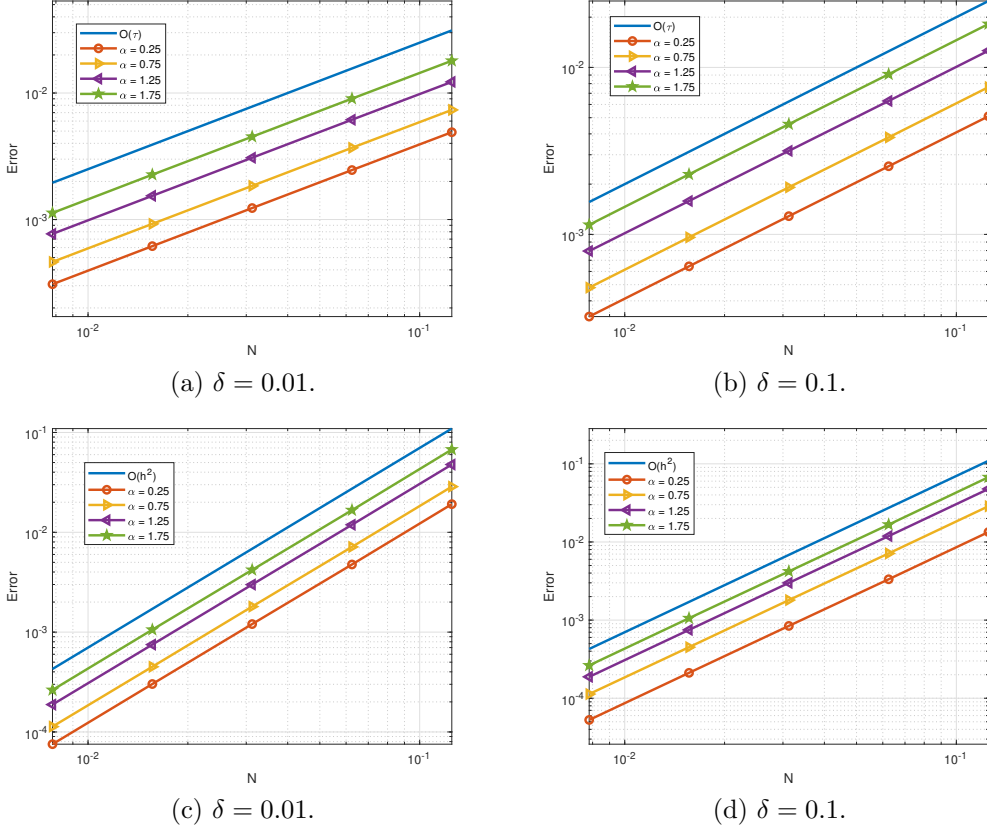 O(τ)
α = 0.25
α = 0.75
α = 1.25
α = 1.75
10⁻²
10⁻³
Error
10⁻²
10⁻¹
N
(a) δ = 0.01.
O(τ)
α = 0.25
α = 0.75
α = 1.25
α = 1.75
10⁻²
10⁻³
Error
10⁻²
10⁻¹
N
(b) δ = 0.1.
10⁻¹
O(h²)
α = 0.25
α = 0.75
α = 1.25
α = 1.75
10⁻²
10⁻³
10⁻⁴
Error
10⁻²
10⁻¹
N
(c) δ = 0.01.
O(h²)
α = 0.25
α = 0.75
α = 1.25
α = 1.75
10⁻¹
10⁻²
10⁻³
10⁻⁴
Error
10⁻²
10⁻¹
N
(d) δ = 0.1.